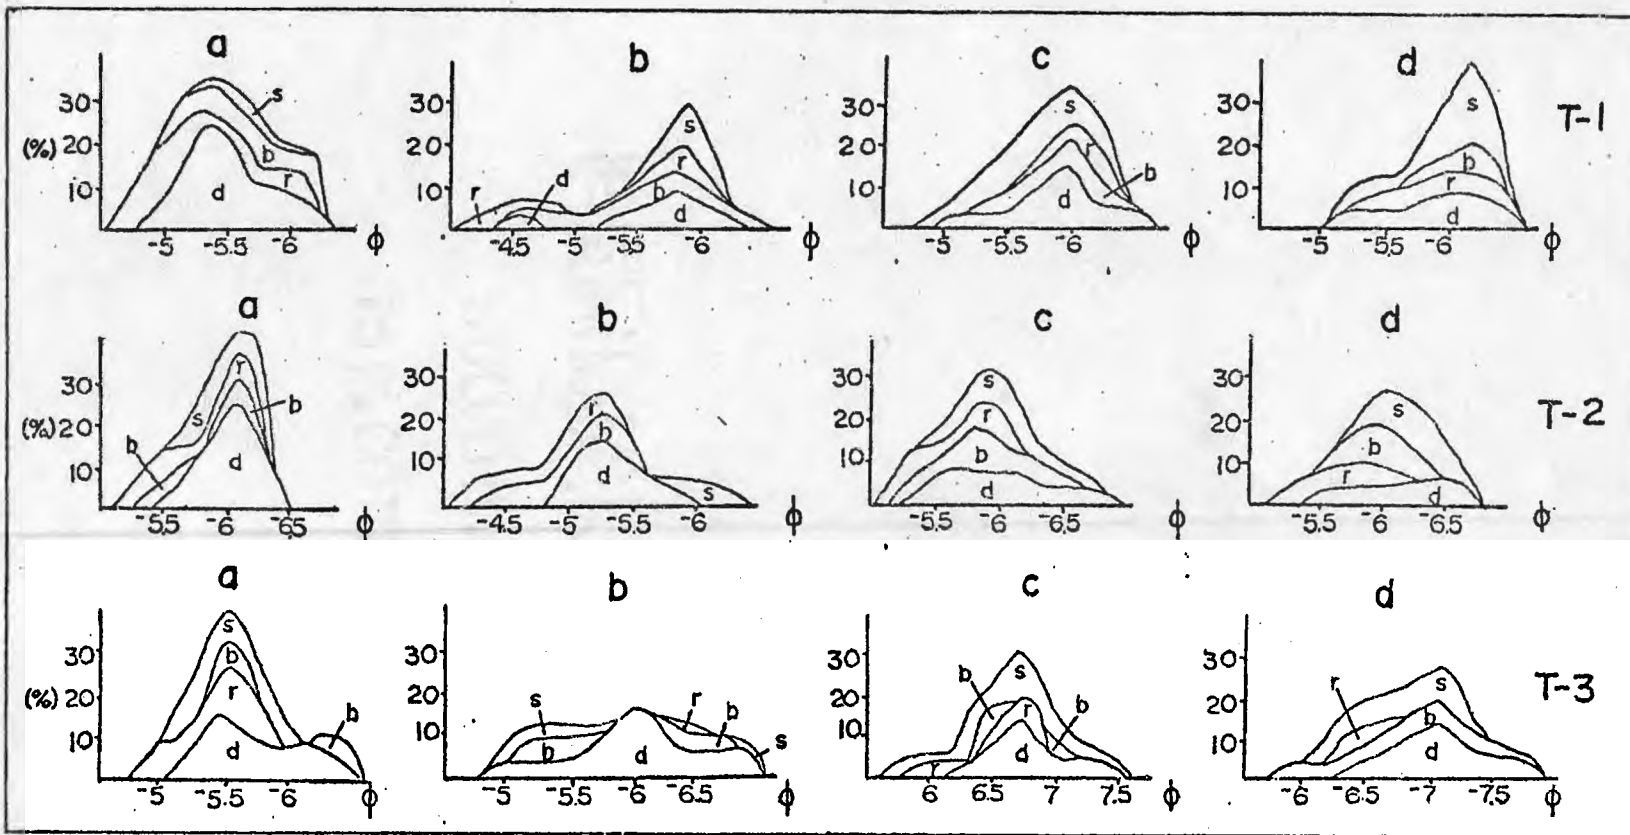 a b c d
30 s 30 s 30 s 30 s T-1
(%) 20 b 20 r 20 r 20 b
10 d r 10 r d b d 10 d b 10 r d
-5 -5.5 -6 ϕ -4.5 -5 -5.5 -6 ϕ -5 -5.5 -6 ϕ -5 -5.5 -6 ϕ
a b c d
30 r b 30 r 30 s 30 s T-2
(%) 20 s 20 b 20 r 20 b
10 b d 10 d s 10 b d 10 r d
-5.5 -6 -6.5 ϕ -4.5 -5 -5.5 -6 ϕ -5.5 -6 -6.5 ϕ -5.5 -6 -6.5 ϕ
a b c d
30 s b 30 30 b s 30 r s T-3
(%) 20 r b 20 s r b 20 r b 20 b
10 d 10 b d s 10 b r d 10 d
-5 -5.5 -6 ϕ -5 -5.5 -6 -6.5 ϕ 6 6.5 7 7.5 ϕ -6 -6.5 -7 -7.5 ϕ